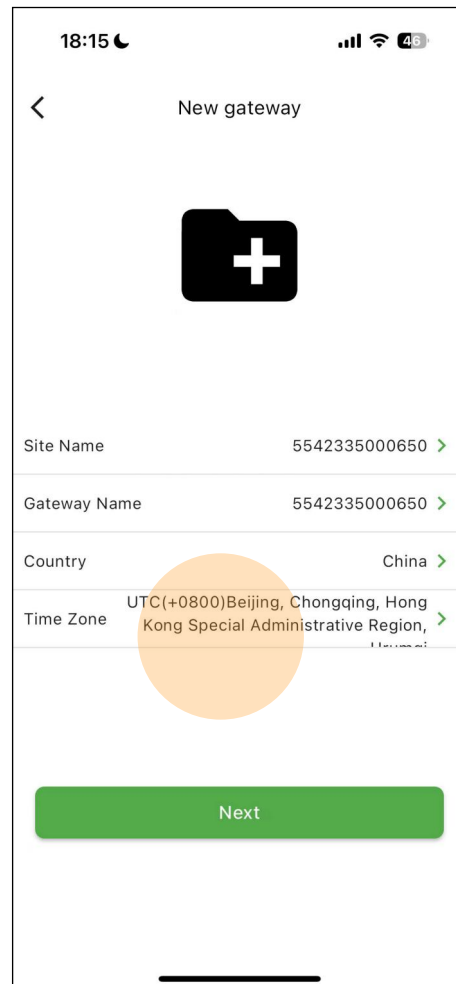 18:15
46
New gateway
Site Name 5542335000650
Gateway Name 5542335000650
Country China
Time Zone UTC(+0800)Beijing, Chongqing, Hong
Kong Special Administrative Region,
Urumqi
Next